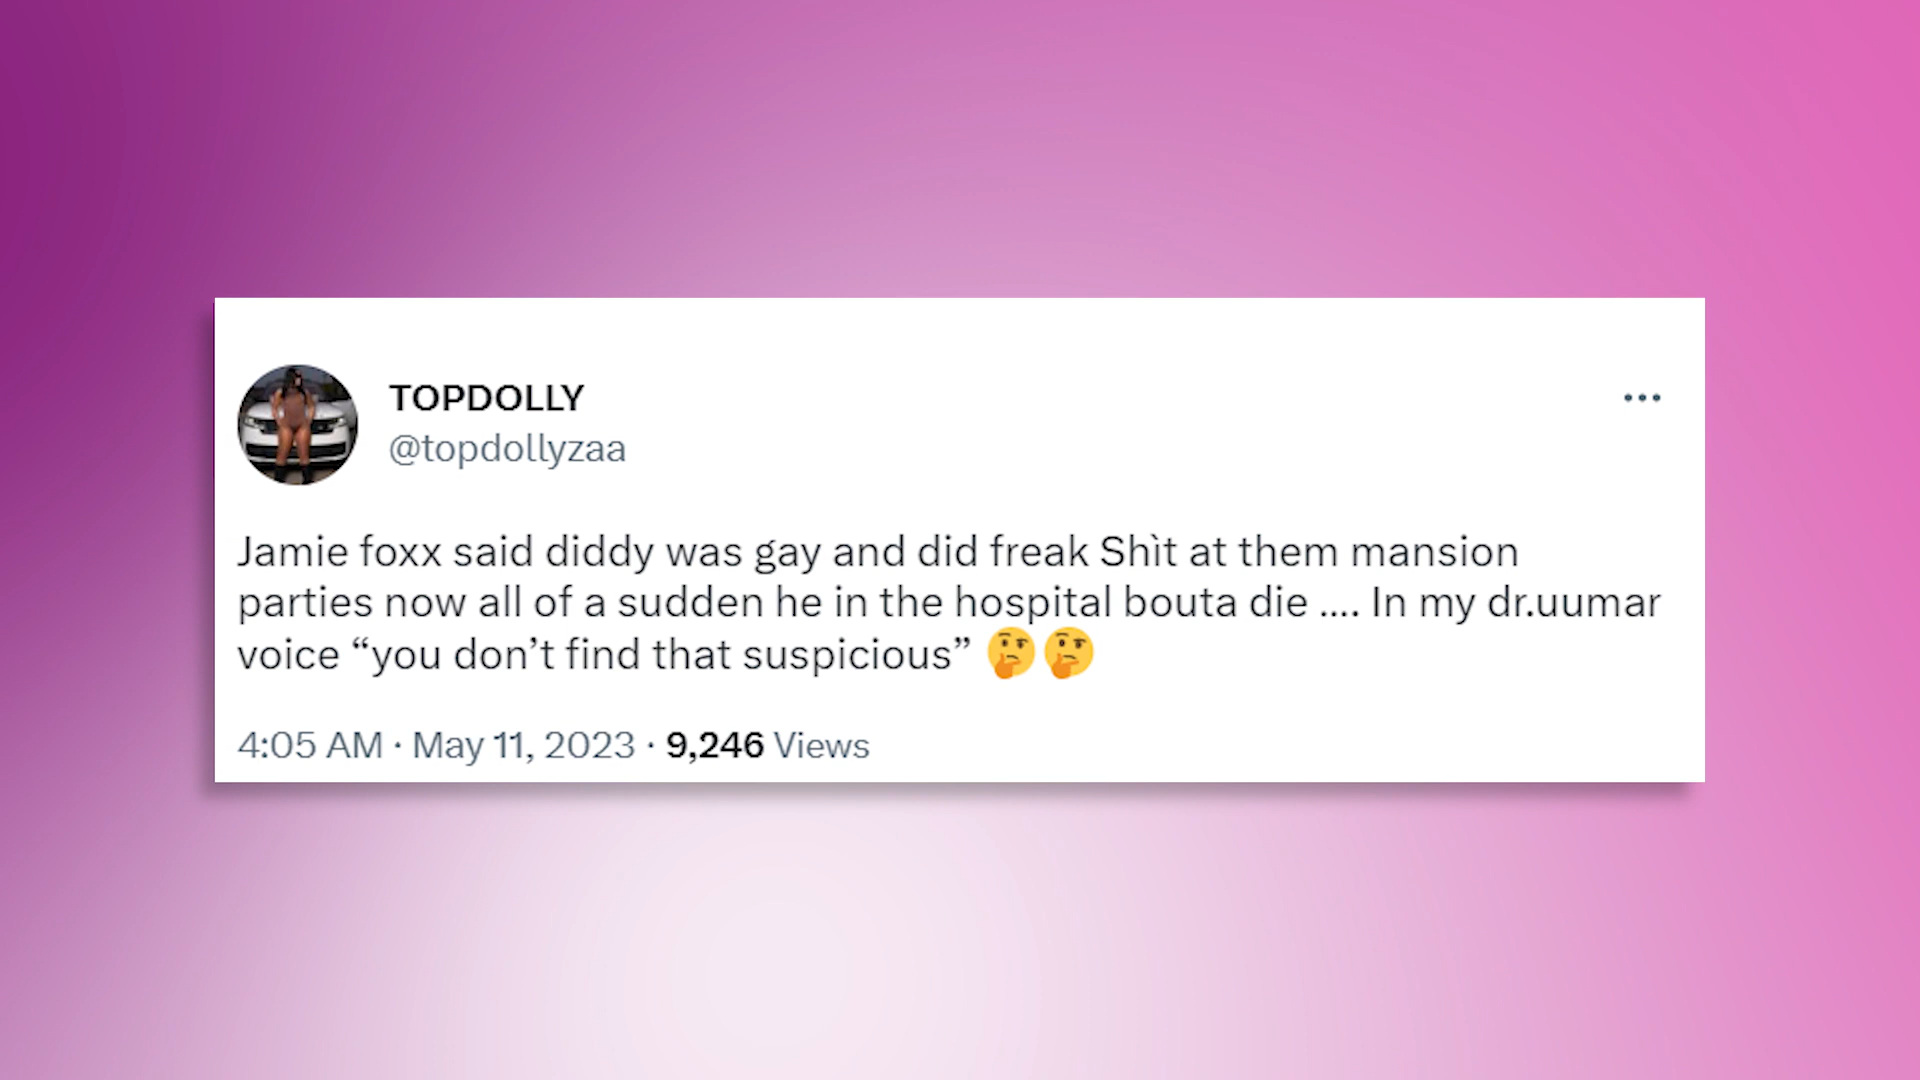 TOPDOLLY
@topdollyzaa
Jamie foxx said diddy was gay and did freak Shìt at them mansion
parties now all of a sudden he in the hospital bouta die .... In my dr.uumar
voice “you don’t find that suspicious” 🤔🤔
4:05 AM · May 11, 2023 · 9,246 Views